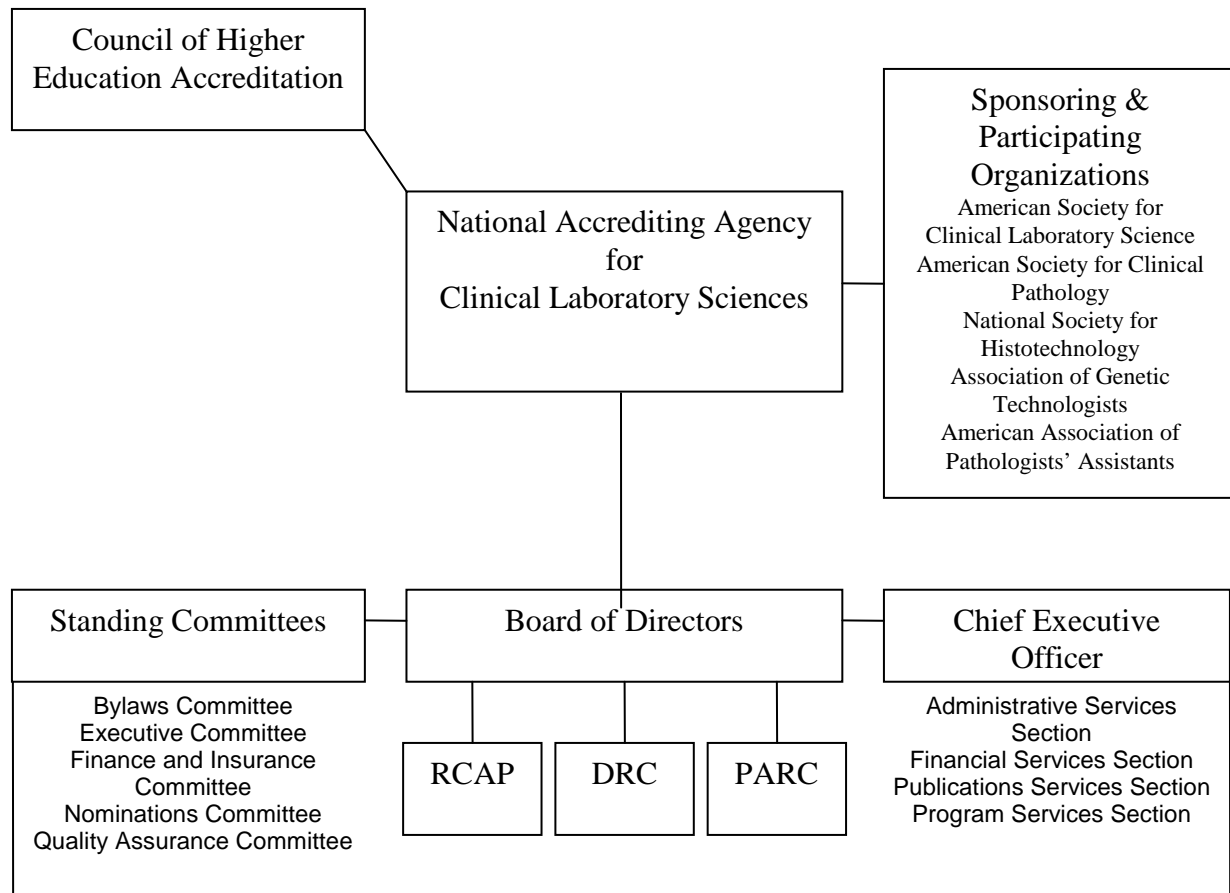 Council of Higher
Education Accreditation
Sponsoring &
Participating
Organizations
American Society for
Clinical Laboratory Science
American Society for Clinical
Pathology
National Society for
Histotechnology
Association of Genetic
Technologists
American Association of
Pathologists’ Assistants
National Accrediting Agency
for
Clinical Laboratory Sciences
Standing Committees
Bylaws Committee
Executive Committee
Finance and Insurance
Committee
Nominations Committee
Quality Assurance Committee
Board of Directors
RCAP
DRC
PARC
Chief Executive
Officer
Administrative Services
Section
Financial Services Section
Publications Services Section
Program Services Section